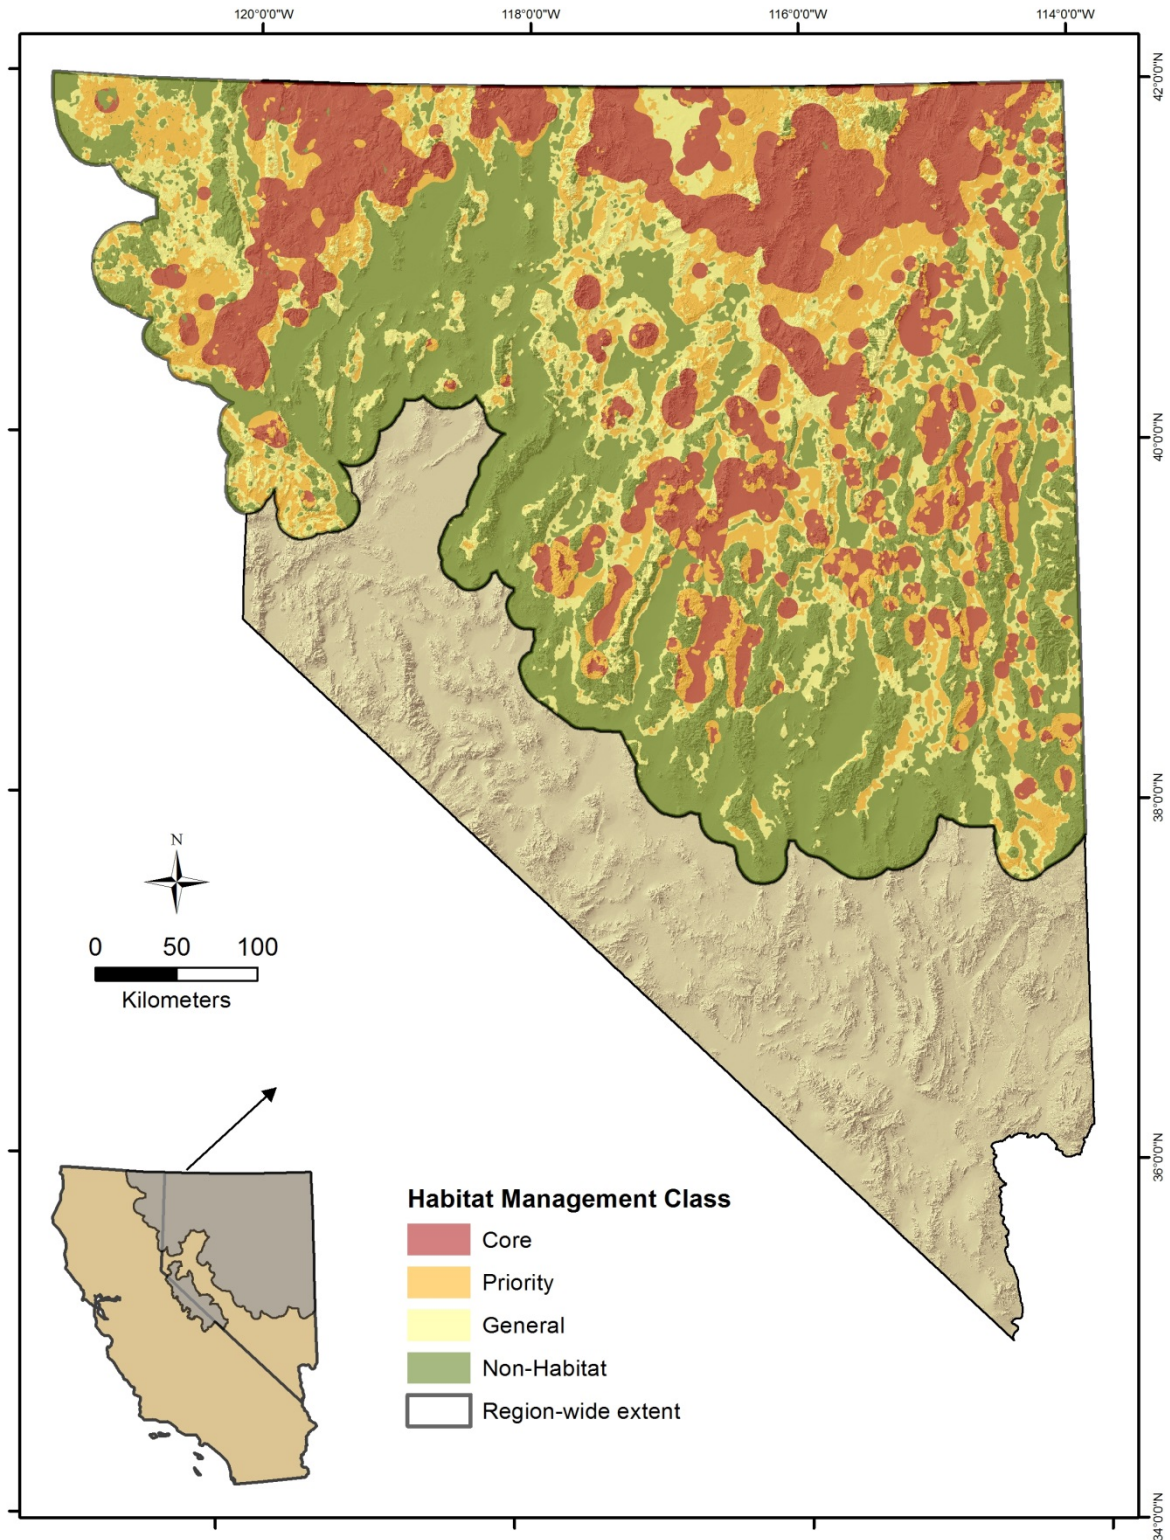 120°0'0"W 118°0'0"W 116°0'0"W 114°0'0"W
42°0'0"N
40°0'0"N
38°0'0"N
N
0 50 100
Kilometers
36°0'0"N
Habitat Management Class
Core
Priority
General
Non-Habitat
Region-wide extent
34°0'0"N